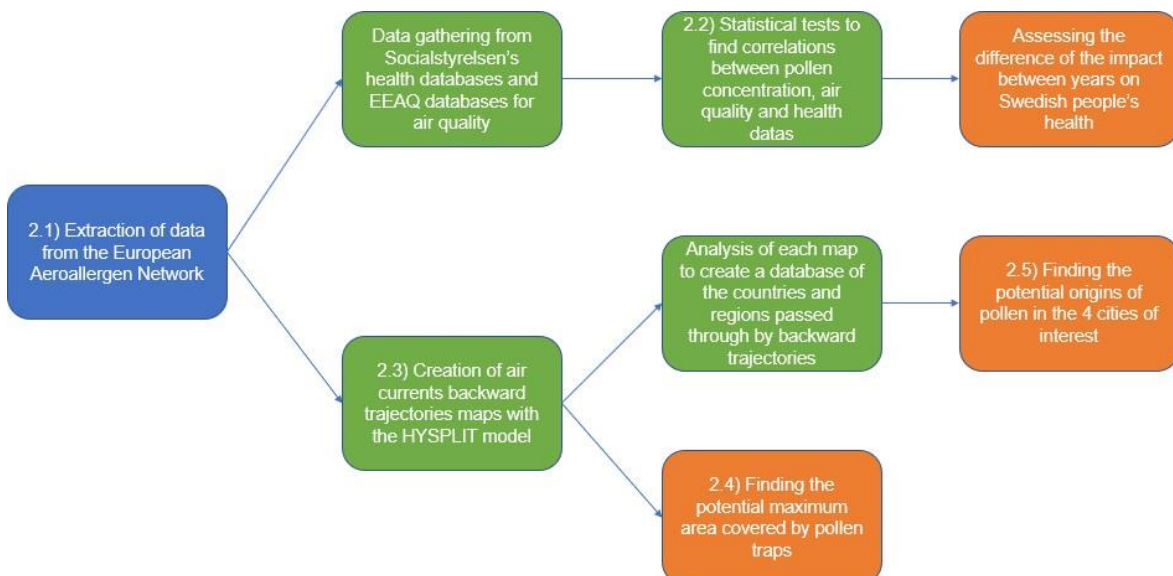 Data gathering from
Socialstyrelsen's
health databases and
EEAQ databases for
air quality
2.2) Statistical tests to
find correlations
between pollen
concentration, air
quality and health
datas
Assessing the
difference of the impact
between years on
Swedish people's
health
2.1) Extraction of data
from the European
Aeroallergen Network
Analysis of each map
to create a database of
the countries and
regions passed
through by backward
trajectories
2.5) Finding the
potential origins of
pollen in the 4 cities of
interest
2.3) Creation of air
currents backward
trajectories maps with
the HYSPLIT model
2.4) Finding the
potential maximum
area covered by pollen
traps